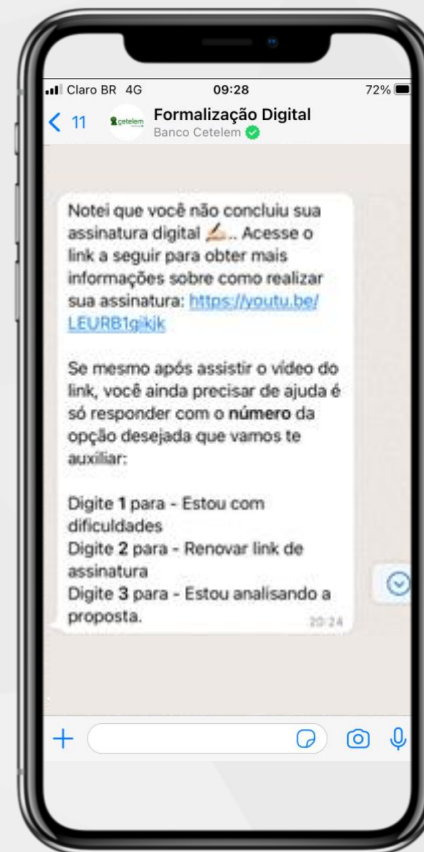 Claro BR 4G 09:28 72%
11 cetelem Formalização Digital
Banco Cetelem
Notei que você não concluiu sua
assinatura digital ✍🏼.. Acesse o
link a seguir para obter mais
informações sobre como realizar
sua assinatura: https://youtu.be/
LEURB1gikjk
Se mesmo após assistir o vídeo do
link, você ainda precisar de ajuda é
só responder com o número da
opção desejada que vamos te
auxiliar:
Digite 1 para - Estou com
dificuldades
Digite 2 para - Renovar link de
assinatura
Digite 3 para - Estou analisando a
proposta.
20:24